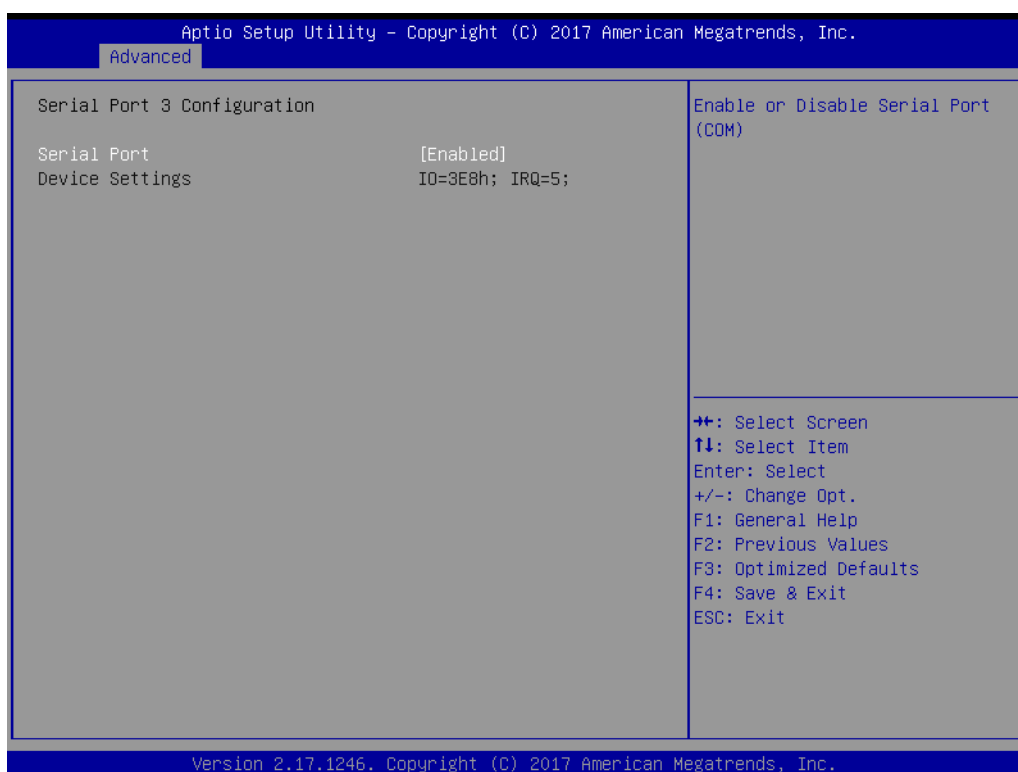 Aptio Setup Utility – Copyright (C) 2017 American Megatrends, Inc.
Advanced
Serial Port 3 Configuration
Serial Port [Enabled]
Device Settings IO=3E8h; IRQ=5;
Enable or Disable Serial Port
(COM)
→←: Select Screen
↑↓: Select Item
Enter: Select
+/-: Change Opt.
F1: General Help
F2: Previous Values
F3: Optimized Defaults
F4: Save & Exit
ESC: Exit
Version 2.17.1246. Copyright (C) 2017 American Megatrends, Inc.